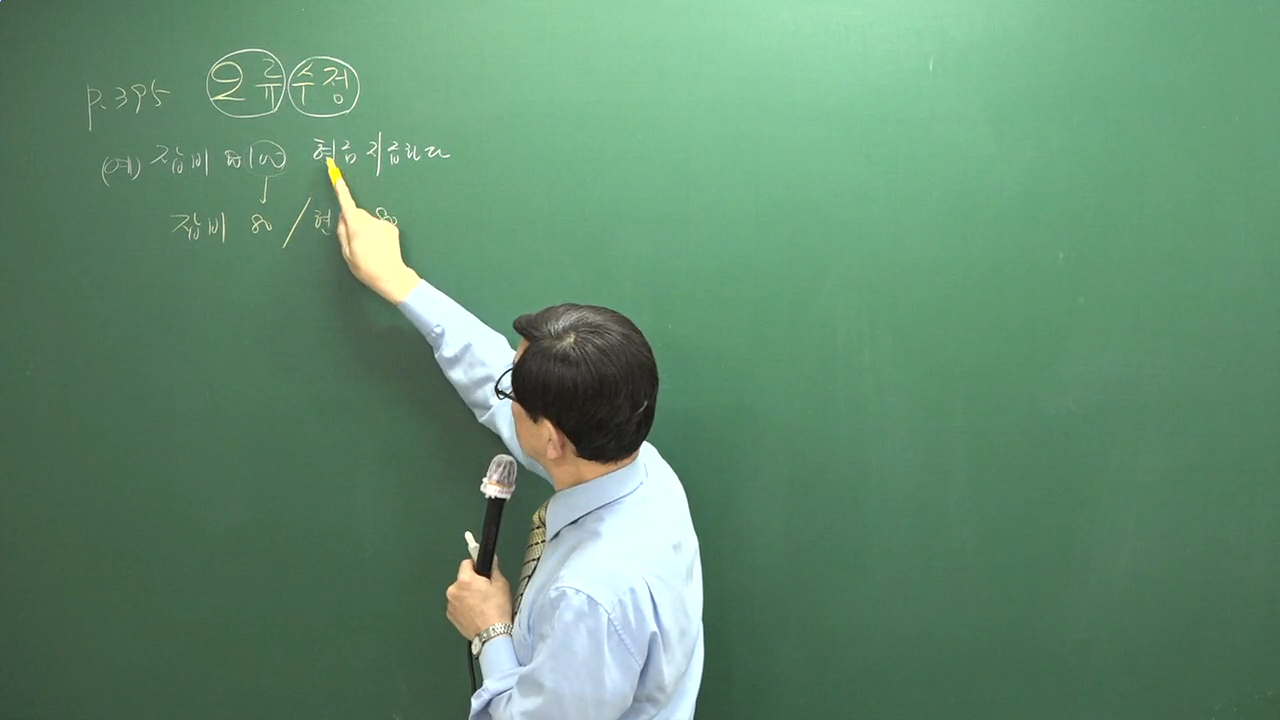 p.395 오류 수정
(예) 잡비 현금 지급하다
잡비 80 / 현 80